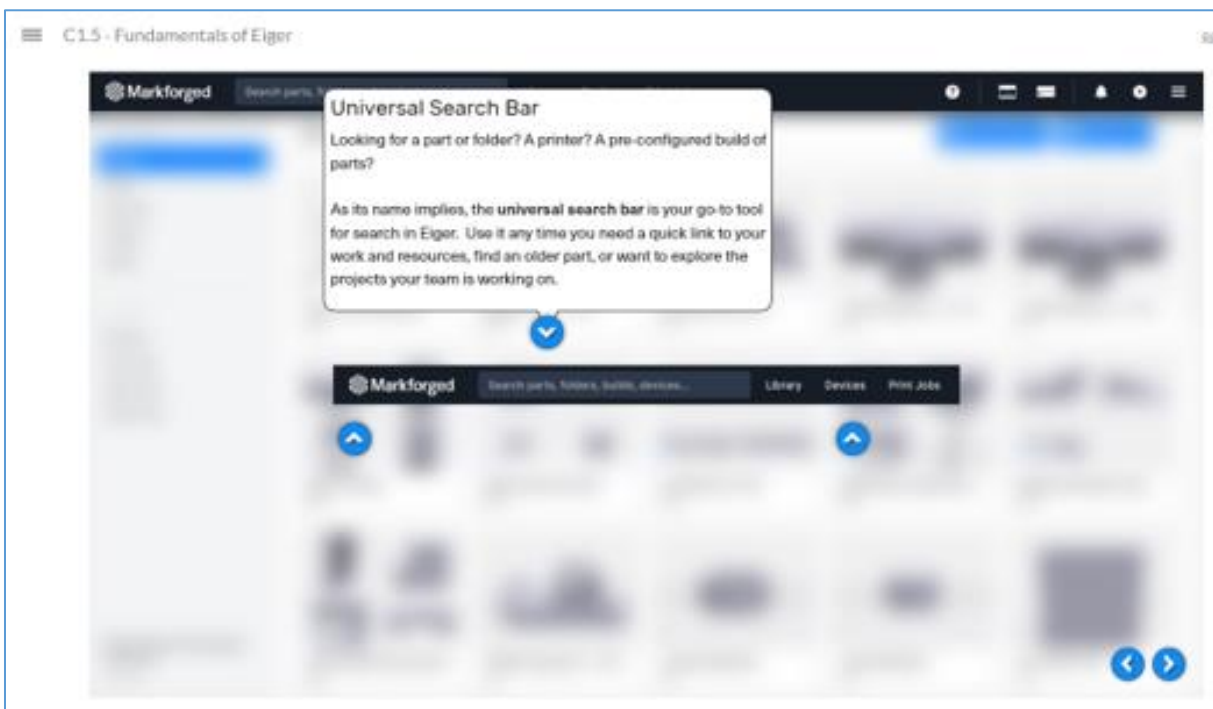 C1.5 - Fundamentals of Eiger
Markforged
Search parts,
Universal Search Bar
Looking for a part or folder? A printer? A pre-configured build of
parts?
As its name implies, the universal search bar is your go-to tool
for search in Eiger. Use it any time you need a quick link to your
work and resources, find an older part, or want to explore the
projects your team is working on.
Markforged Search parts, folders, builds, devices... Library Devices Print Jobs